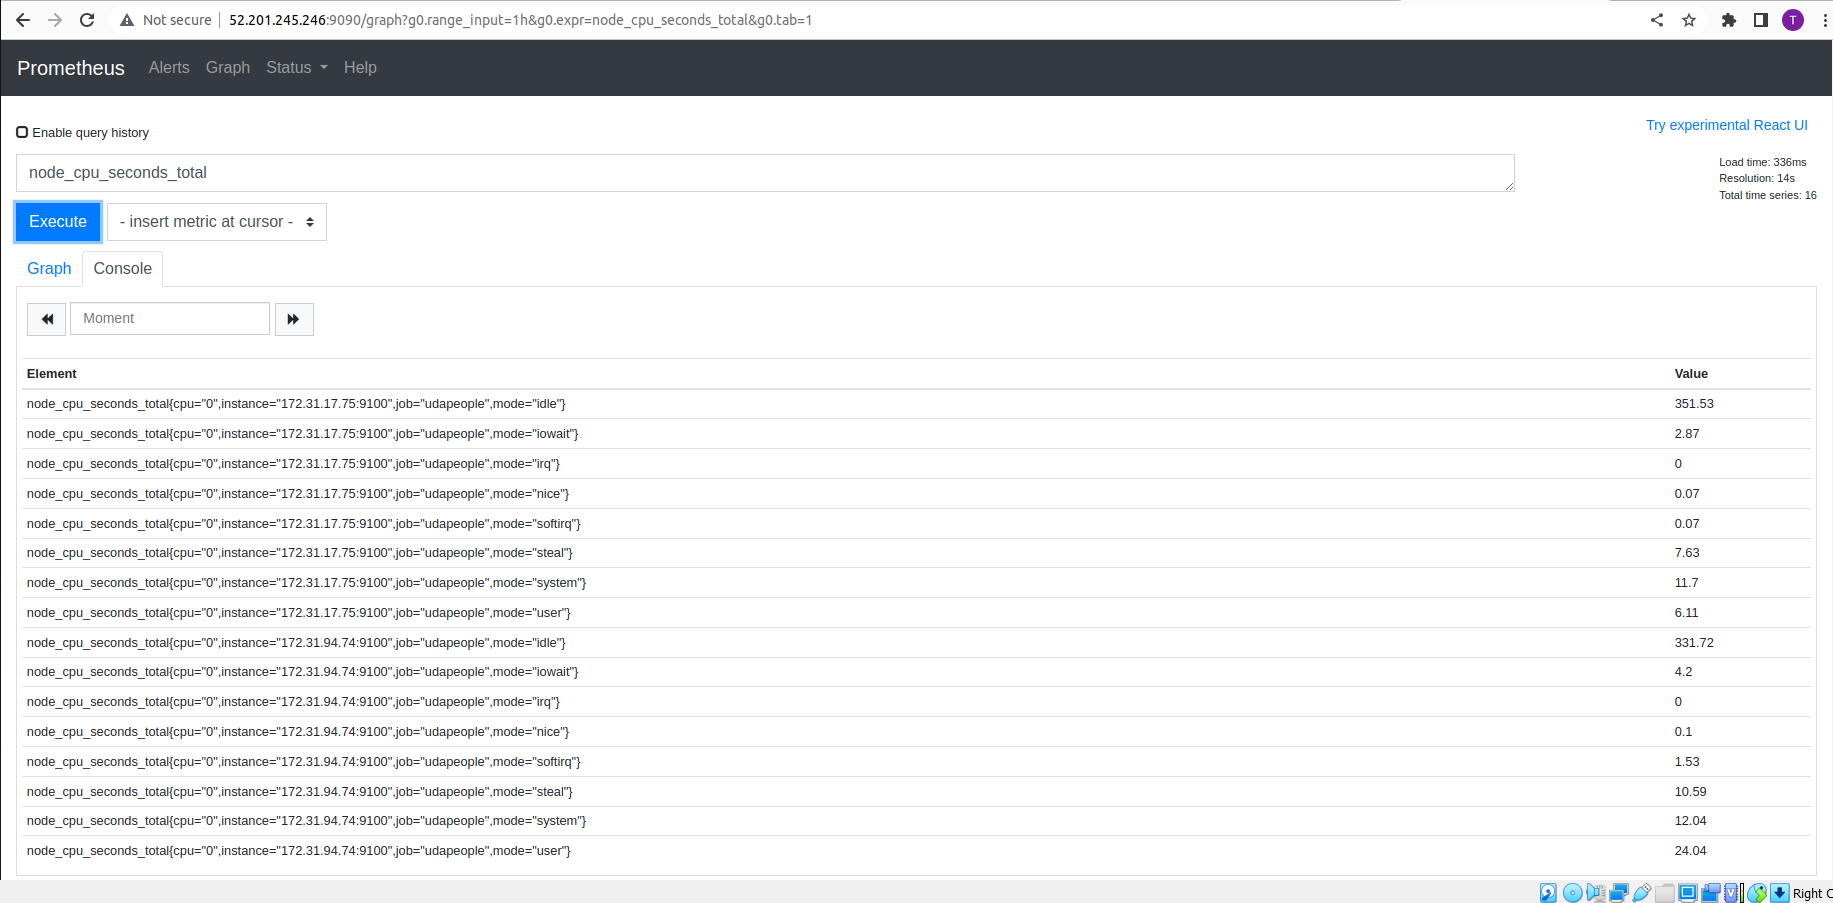 Not secure 52.201.245.246:9090/graph?g0.range_input=1h&g0.expr=node_cpu_seconds_total&g0.tab=1 T
Prometheus Alerts Graph Status Help
Enable query history Try experimental React UI
node_cpu_seconds_total
Load time: 336ms
Resolution: 14s
Total time series: 16
Execute - insert metric at cursor -
Graph Console
Moment
Element Value
node_cpu_seconds_total{cpu="0",instance="172.31.17.75:9100",job="udapeople",mode="idle"} 351.53
node_cpu_seconds_total{cpu="0",instance="172.31.17.75:9100",job="udapeople",mode="iowait"} 2.87
node_cpu_seconds_total{cpu="0",instance="172.31.17.75:9100",job="udapeople",mode="irq"} 0
node_cpu_seconds_total{cpu="0",instance="172.31.17.75:9100",job="udapeople",mode="nice"} 0.07
node_cpu_seconds_total{cpu="0",instance="172.31.17.75:9100",job="udapeople",mode="softirq"} 0.07
node_cpu_seconds_total{cpu="0",instance="172.31.17.75:9100",job="udapeople",mode="steal"} 7.63
node_cpu_seconds_total{cpu="0",instance="172.31.17.75:9100",job="udapeople",mode="system"} 11.7
node_cpu_seconds_total{cpu="0",instance="172.31.17.75:9100",job="udapeople",mode="user"} 6.11
node_cpu_seconds_total{cpu="0",instance="172.31.94.74:9100",job="udapeople",mode="idle"} 331.72
node_cpu_seconds_total{cpu="0",instance="172.31.94.74:9100",job="udapeople",mode="iowait"} 4.2
node_cpu_seconds_total{cpu="0",instance="172.31.94.74:9100",job="udapeople",mode="irq"} 0
node_cpu_seconds_total{cpu="0",instance="172.31.94.74:9100",job="udapeople",mode="nice"} 0.1
node_cpu_seconds_total{cpu="0",instance="172.31.94.74:9100",job="udapeople",mode="softirq"} 1.53
node_cpu_seconds_total{cpu="0",instance="172.31.94.74:9100",job="udapeople",mode="steal"} 10.59
node_cpu_seconds_total{cpu="0",instance="172.31.94.74:9100",job="udapeople",mode="system"} 12.04
node_cpu_seconds_total{cpu="0",instance="172.31.94.74:9100",job="udapeople",mode="user"} 24.04
Right C